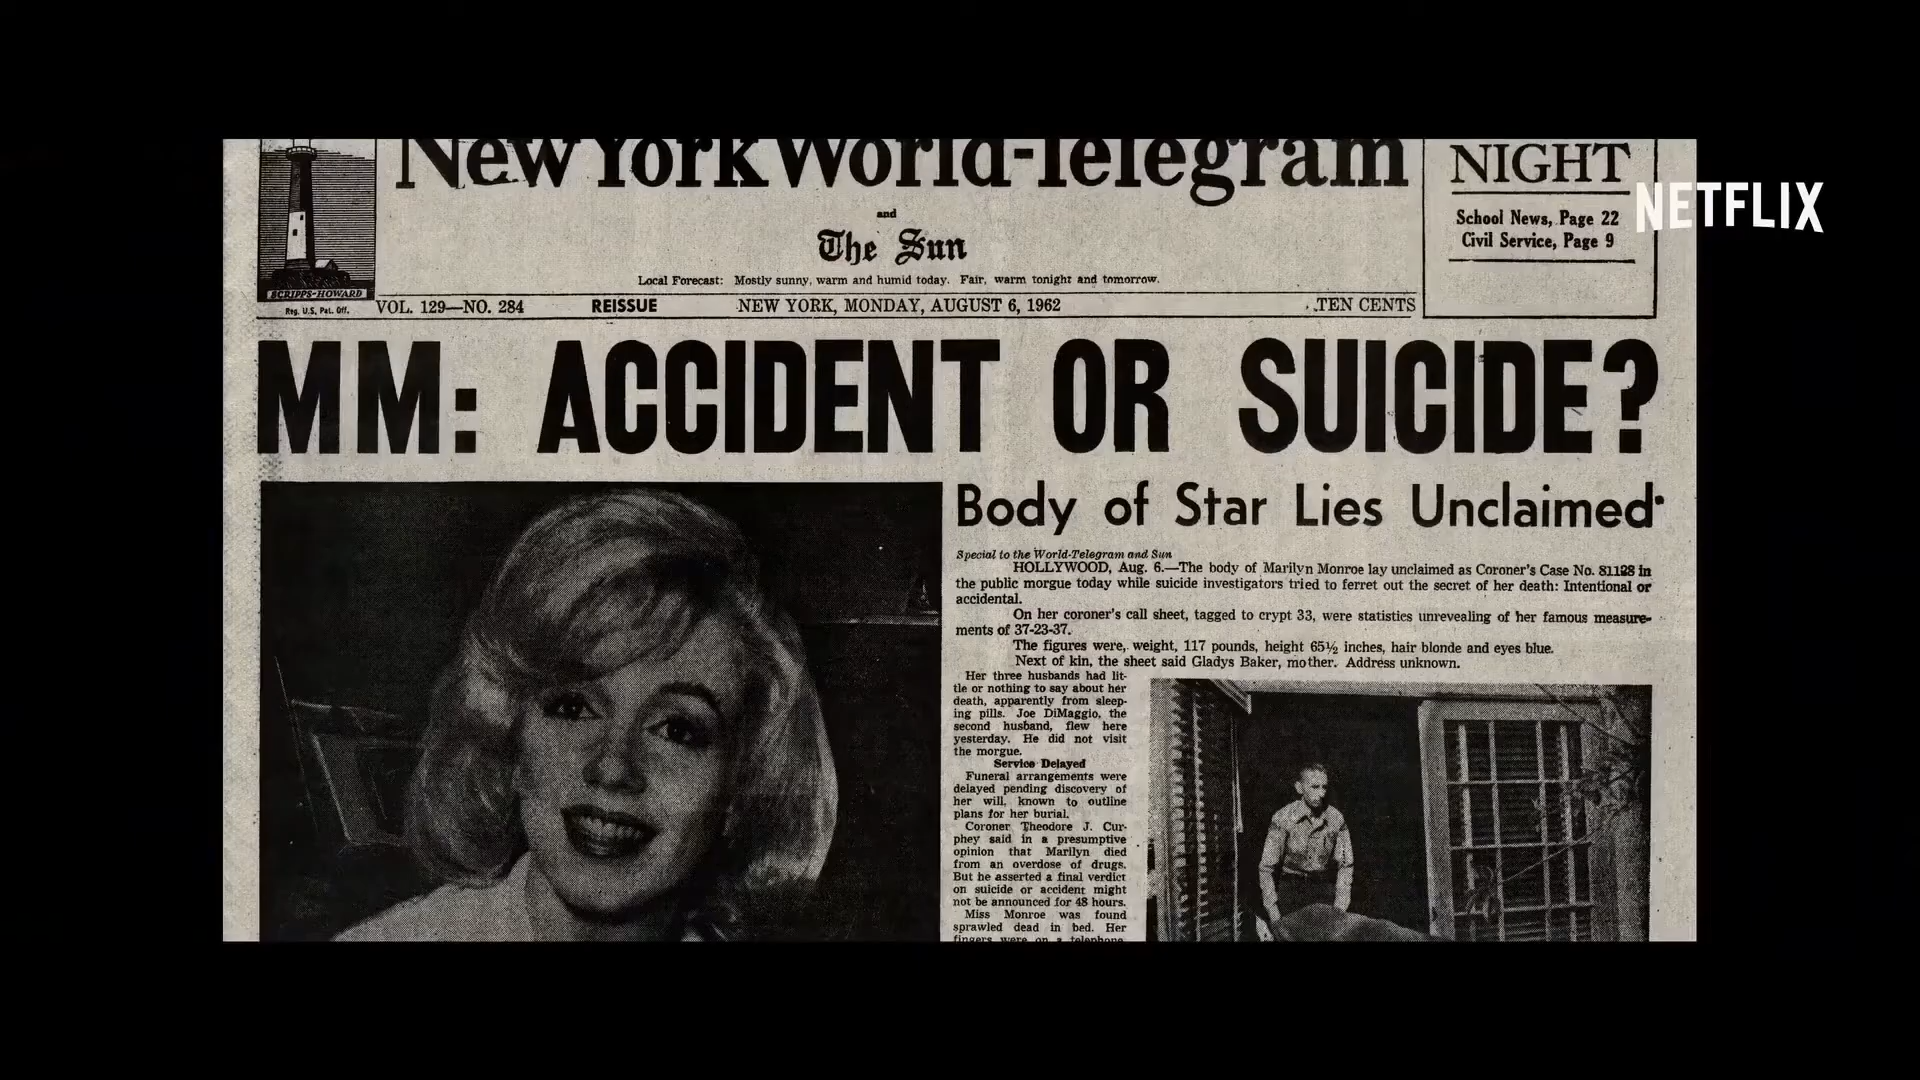 New York World-Telegram
and
The Sun
Local Forecast: Mostly sunny, warm and humid today. Fair, warm tonight and tomorrow.
SCRIPPS-HOWARD
Reg. U.S. Pat. Off.
VOL. 129—NO. 284 REISSUE NEW YORK, MONDAY, AUGUST 6, 1962 TEN CENTS
NIGHT
School News, Page 22
Civil Service, Page 9
NETFLIX
MM: ACCIDENT OR SUICIDE?
Body of Star Lies Unclaimed
Special to the World-Telegram and Sun
HOLLYWOOD, Aug. 6.—The body of Marilyn Monroe lay unclaimed as Coroner's Case No. 81128 in
the public morgue today while suicide investigators tried to ferret out the secret of her death: Intentional or
accidental.
On her coroner's call sheet, tagged to crypt 33, were statistics unrevealing of her famous measure-
ments of 37-23-37.
The figures were, weight, 117 pounds, height 65½ inches, hair blonde and eyes blue.
Next of kin, the sheet said Gladys Baker, mother. Address unknown.
Her three husbands had lit-
tle or nothing to say about her
death, apparently from sleep-
ing pills. Joe DiMaggio, the
second husband, flew here
yesterday. He did not visit
the morgue.
Service Delayed
Funeral arrangements were
delayed pending discovery of
her will, known to outline
plans for her burial.
Coroner Theodore J. Cur-
phey said in a presumptive
opinion that Marilyn died
from an overdose of drugs.
But he asserted a final verdict
on suicide or accident might
not be announced for 48 hours.
Miss Monroe was found
sprawled dead in bed. Her
fingers were on a telephone